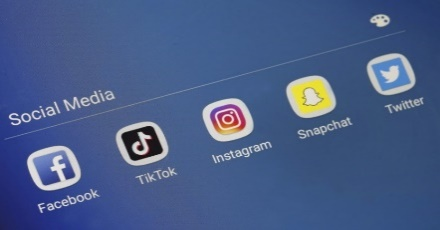 Social Media
Facebook
TikTok
Instagram
Snapchat
Twitter